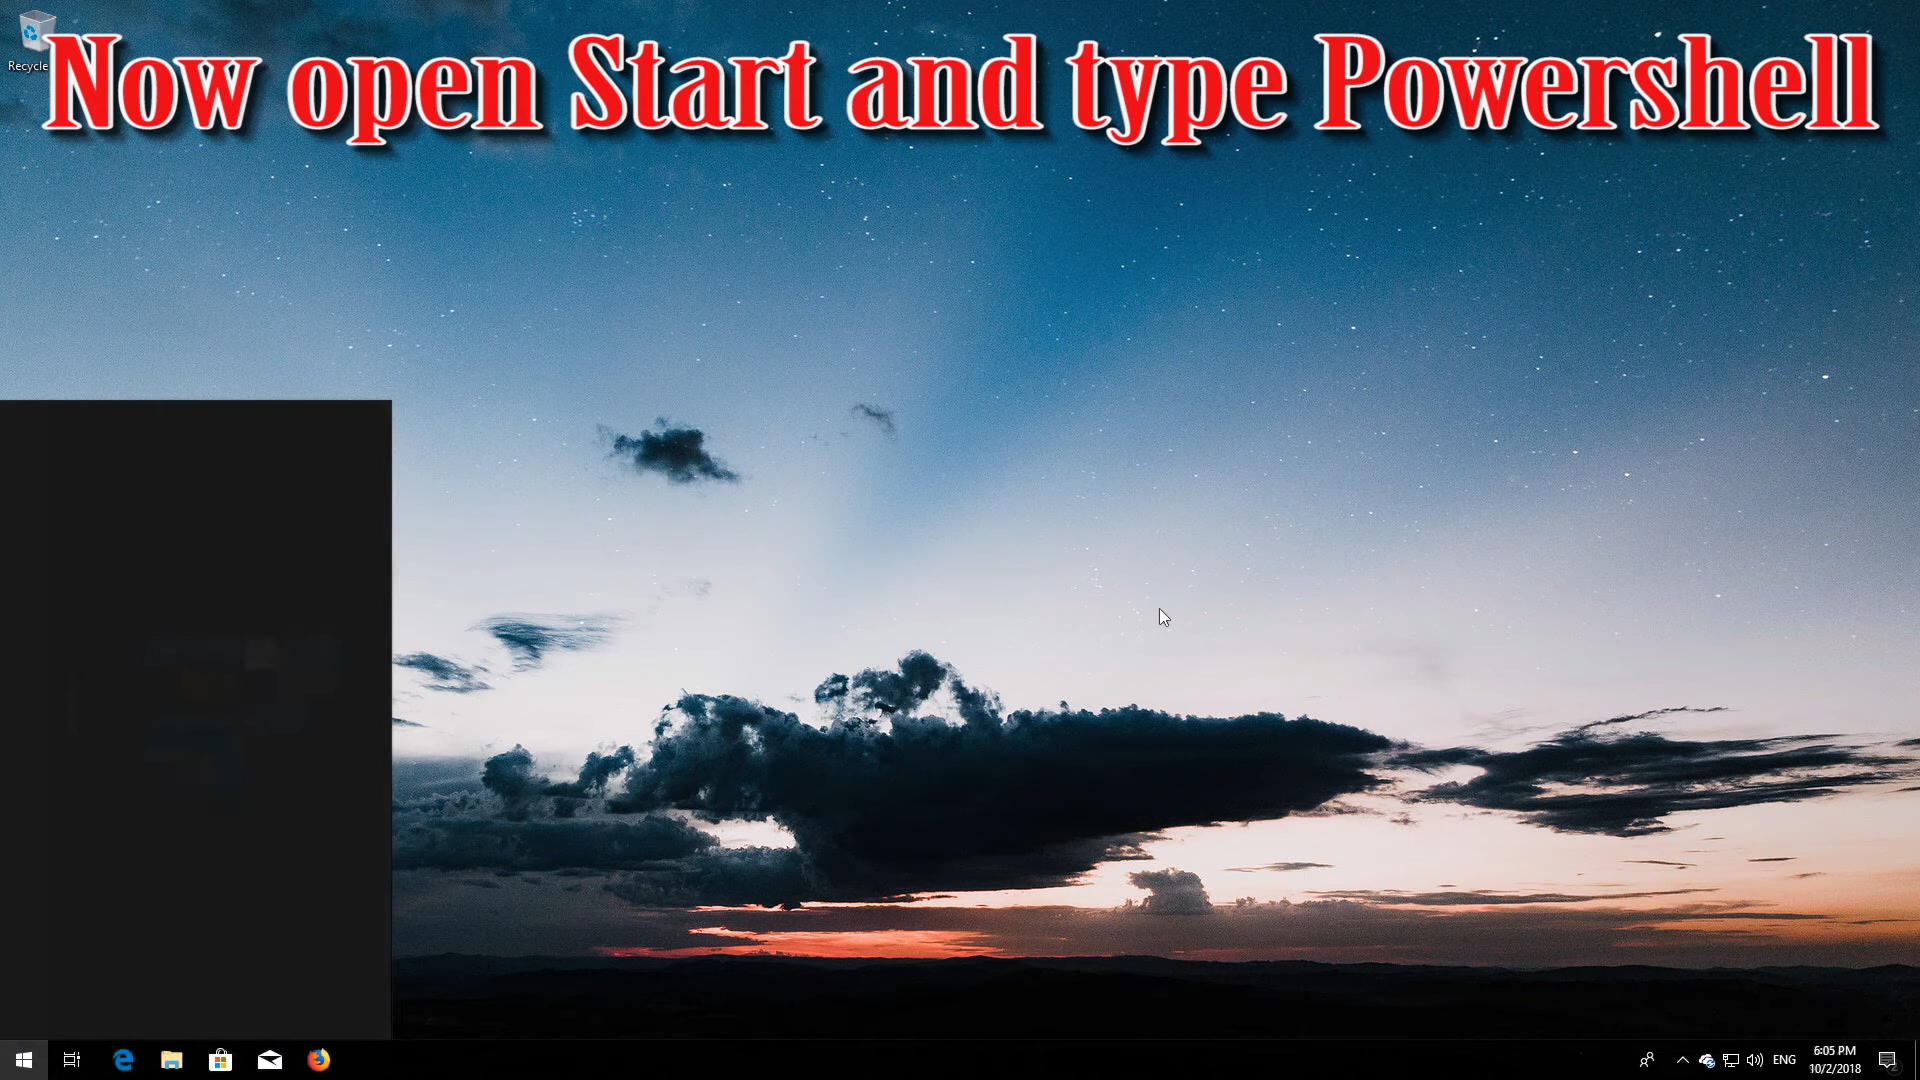 Now open Start and type Powershell
Recycle
ENG
6:05 PM
10/2/2018